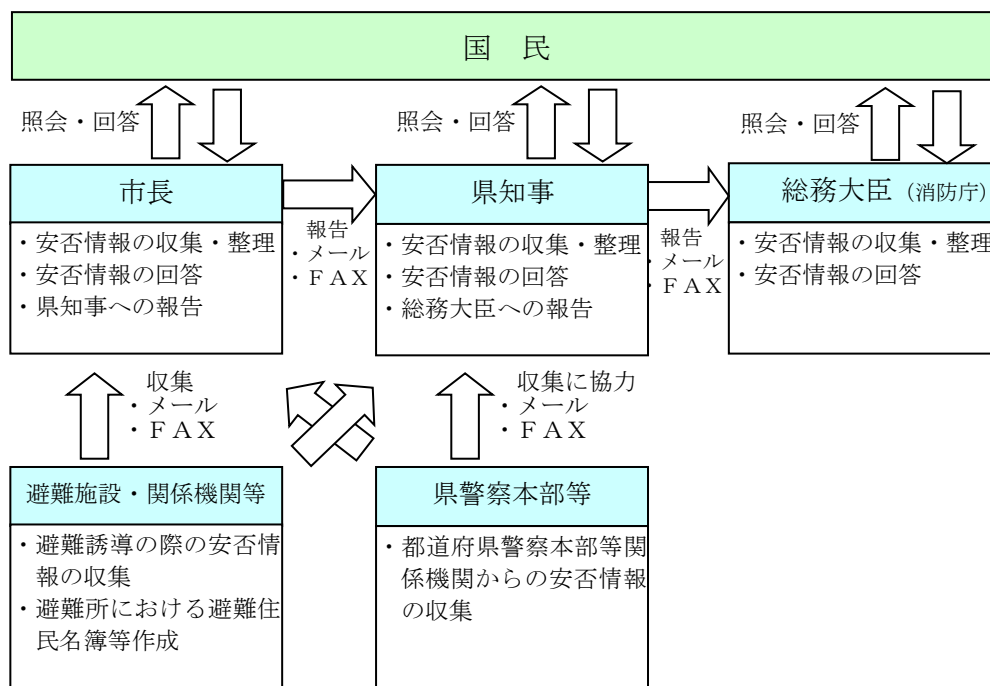 国　民
照会・回答
照会・回答
照会・回答
市長
・安否情報の収集・整理
・安否情報の回答
・県知事への報告
報告
・メール
・ＦＡＸ
県知事
・安否情報の収集・整理
・安否情報の回答
・総務大臣への報告
報告
・メール
・ＦＡＸ
総務大臣（消防庁）
・安否情報の収集・整理
・安否情報の回答
収集
・メール
・ＦＡＸ
収集に協力
・メール
・ＦＡＸ
避難施設・関係機関等
・避難誘導の際の安否情
報の収集
・避難所における避難住
民名簿等作成
県警察本部等
・都道府県警察本部等関
係機関からの安否情報
の収集